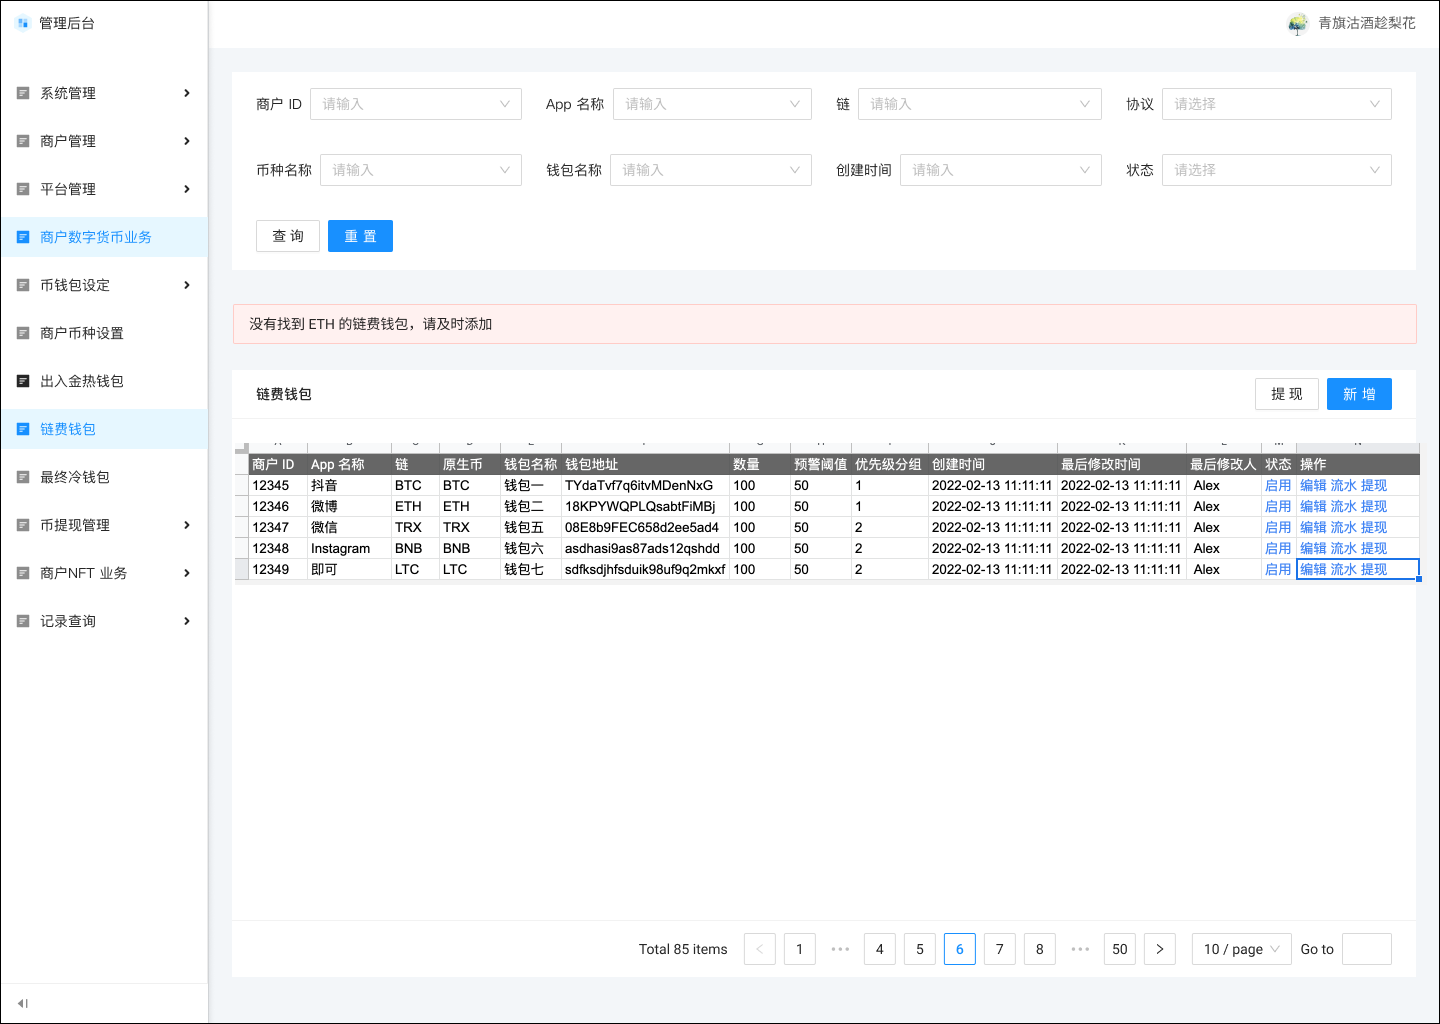 管理后台
青旗沽酒趁梨花
系统管理
商户管理
平台管理
商户数字货币业务
币钱包设定
商户币种设置
出入金热钱包
链费钱包
最终冷钱包
币提现管理
商户NFT 业务
记录查询
商户 ID 请输入 App 名称 请输入 链 请输入 协议 请选择
币种名称 请输入 钱包名称 请输入 创建时间 请输入 状态 请选择
查 询 重 置
没有找到 ETH 的链费钱包，请及时添加
链费钱包 提 现 新 增
商户 ID App 名称 链 原生币 钱包名称 钱包地址 数量 预警阈值 优先级分组 创建时间 最后修改时间 最后修改人 状态 操作
12345 抖音 BTC BTC 钱包一 TYdaTvf7q6itvMDenNxG 100 50 1 2022-02-13 11:11:11 2022-02-13 11:11:11 Alex 启用 编辑 流水 提现
12346 微博 ETH ETH 钱包二 18KPYWQPLQsabtFiMBj 100 50 1 2022-02-13 11:11:11 2022-02-13 11:11:11 Alex 启用 编辑 流水 提现
12347 微信 TRX TRX 钱包五 08E8b9FEC658d2ee5ad4 100 50 2 2022-02-13 11:11:11 2022-02-13 11:11:11 Alex 启用 编辑 流水 提现
12348 Instagram BNB BNB 钱包六 asdhasi9as87ads12qshdd 100 50 2 2022-02-13 11:11:11 2022-02-13 11:11:11 Alex 启用 编辑 流水 提现
12349 即可 LTC LTC 钱包七 sdfksdjhfsduik98uf9q2mkxf 100 50 2 2022-02-13 11:11:11 2022-02-13 11:11:11 Alex 启用 编辑 流水 提现
Total 85 items < 1 ••• 4 5 6 7 8 ••• 50 > 10 / page Go to